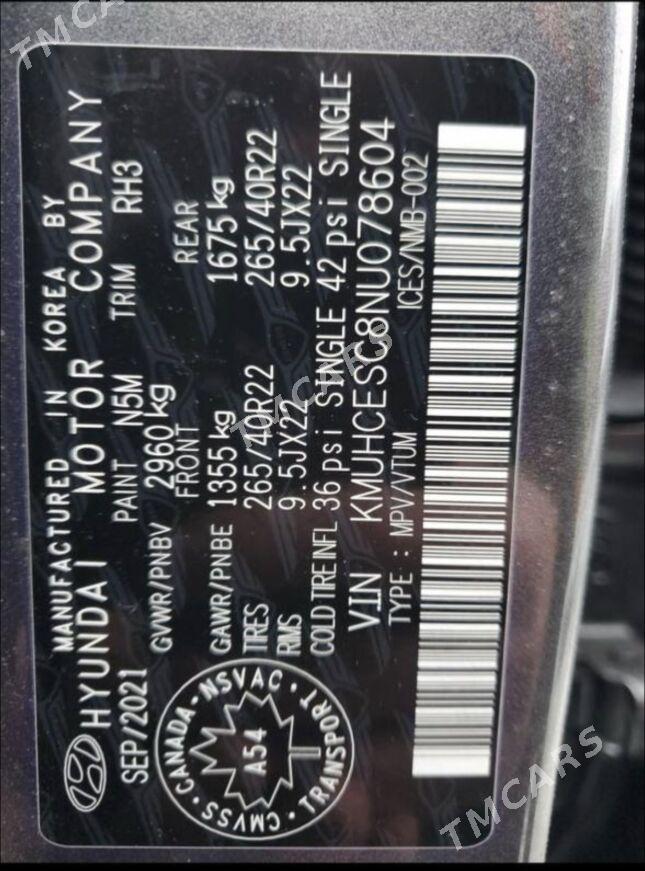 MANUFACTURED IN KOREA BY
HYUNDAI MOTOR COMPANY
SEP/2021 PAINT N5M TRIM RH3
GVWR/PNBV 2960 kg
FRONT REAR
GAWR/PNBE 1355 kg 1675 kg
TIRES 265/40R22 265/40R22
RIMS 9.5JX22 9.5JX22
COLD TIRE INFL 36 psi SINGLE 42 psi SINGLE
VIN KMUHCESC8NU078604
TYPE : MPV/VTUM ICES/NMB-002
CMVSS · CANADA - NSVAC · TRANSPORT ·
A54
TMCARS
TMCARS
TMCARS